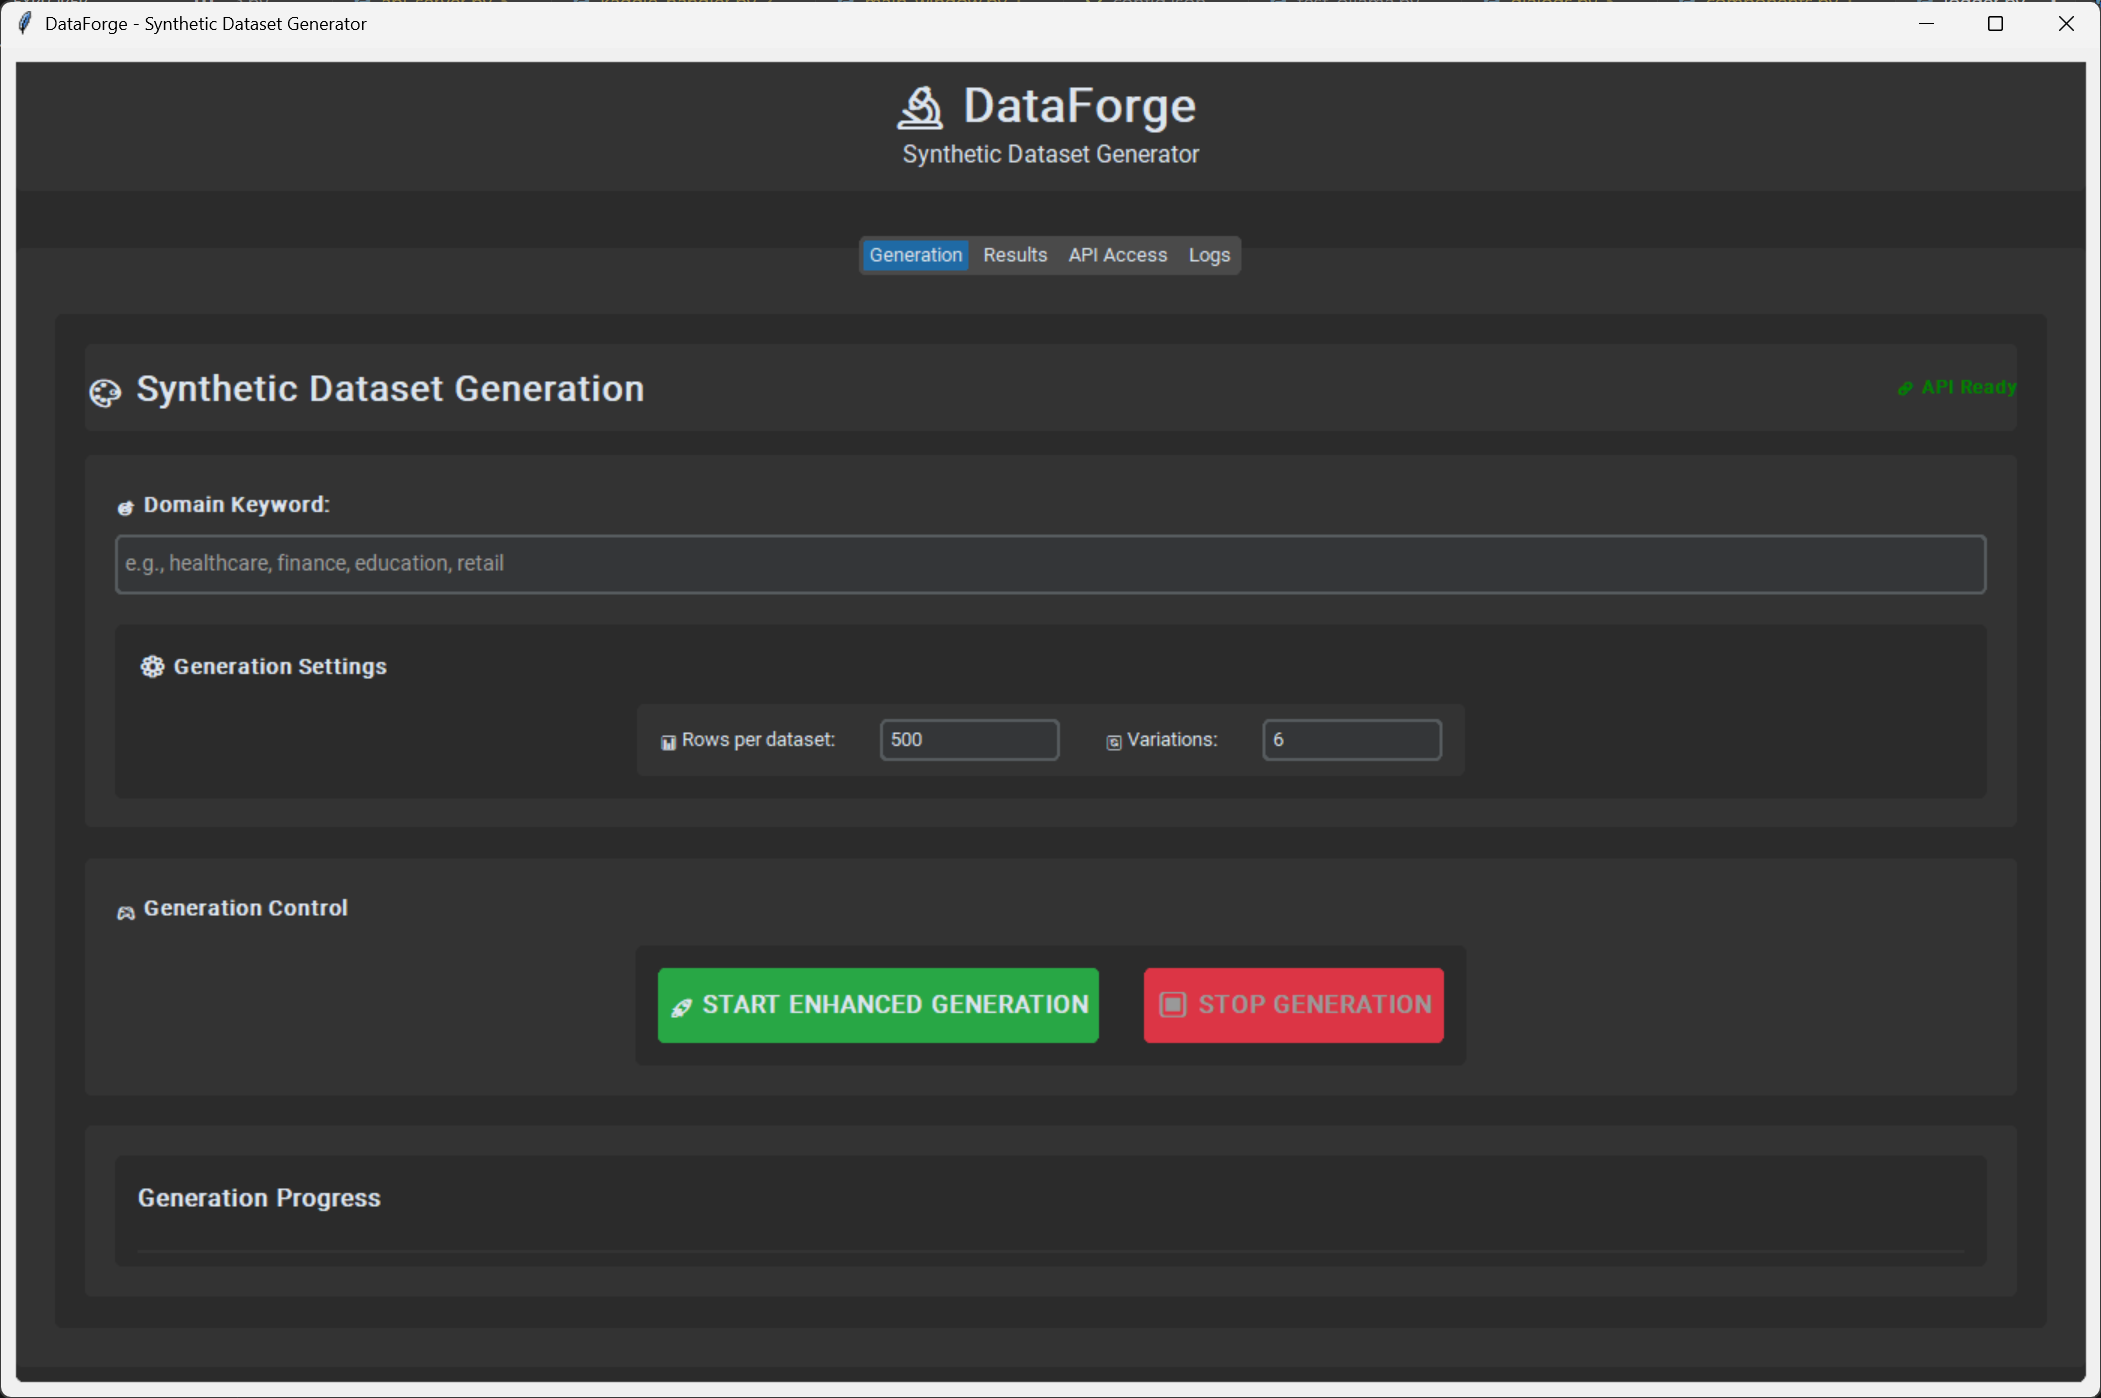 DataForge - Synthetic Dataset Generator
DataForge
Synthetic Dataset Generator
Generation Results API Access Logs
Synthetic Dataset Generation
API Ready
Domain Keyword:
e.g., healthcare, finance, education, retail
Generation Settings
Rows per dataset: 500 Variations: 6
Generation Control
START ENHANCED GENERATION STOP GENERATION
Generation Progress